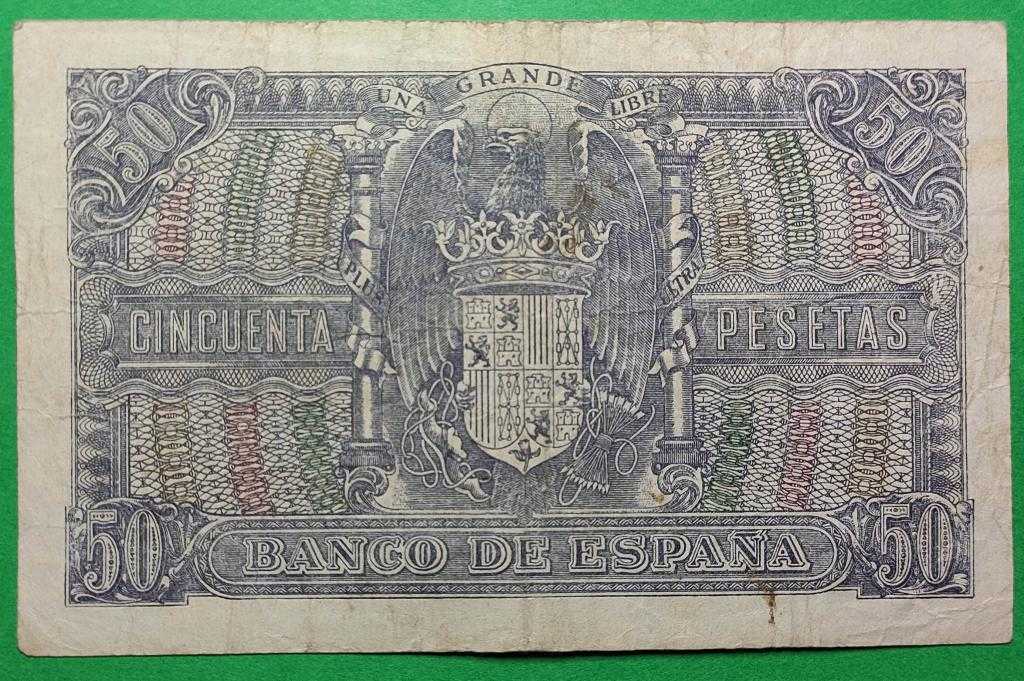 UNA GRANDE LIBRE
50 50
PLUS ULTRA
CINCUENTA PESETAS
50 BANCO DE ESPAÑA 50